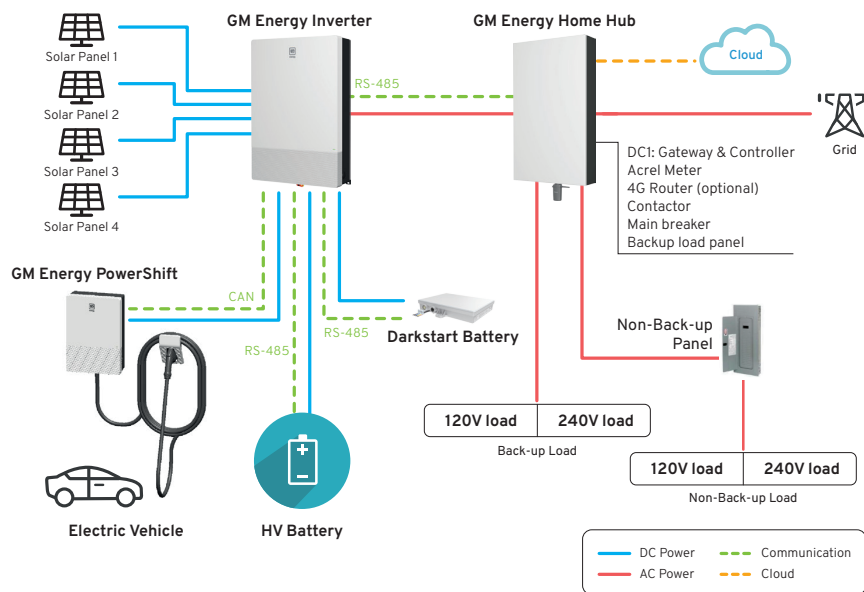 GM Energy Inverter
GM Energy Home Hub
Solar Panel 1
Solar Panel 2
Solar Panel 3
Solar Panel 4
RS-485
Cloud
Grid
DC1: Gateway & Controller
Acrel Meter
4G Router (optional)
Contactor
Main breaker
Backup load panel
GM Energy PowerShift
CAN
RS-485
RS-485
Darkstart Battery
Non-Back-up
Panel
120V load
240V load
Back-up Load
120V load
240V load
Non-Back-up Load
Electric Vehicle
HV Battery
DC Power
Communication
AC Power
Cloud